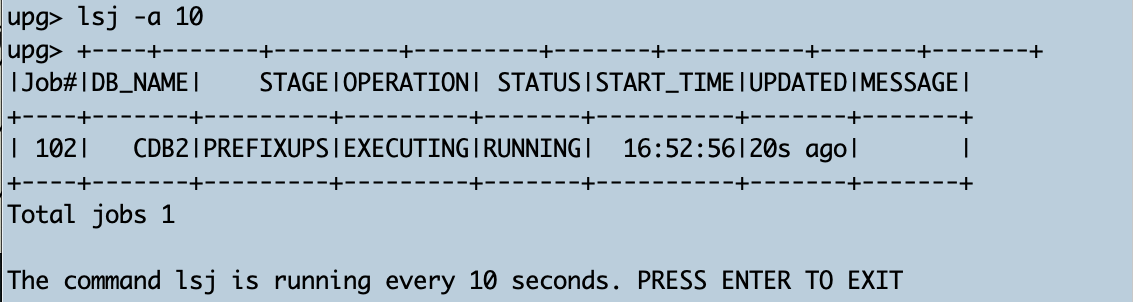 upg> lsj -a 10
upg> +----+-------+---------+---------+-------+----------+-------+-------+
|Job#|DB_NAME|    STAGE|OPERATION| STATUS|START_TIME|UPDATED|MESSAGE|
+----+-------+---------+---------+-------+----------+-------+-------+
| 102|   CDB2|PREFIXUPS|EXECUTING|RUNNING|  16:52:56|20s ago|       |
+----+-------+---------+---------+-------+----------+-------+-------+
Total jobs 1
The command lsj is running every 10 seconds. PRESS ENTER TO EXIT